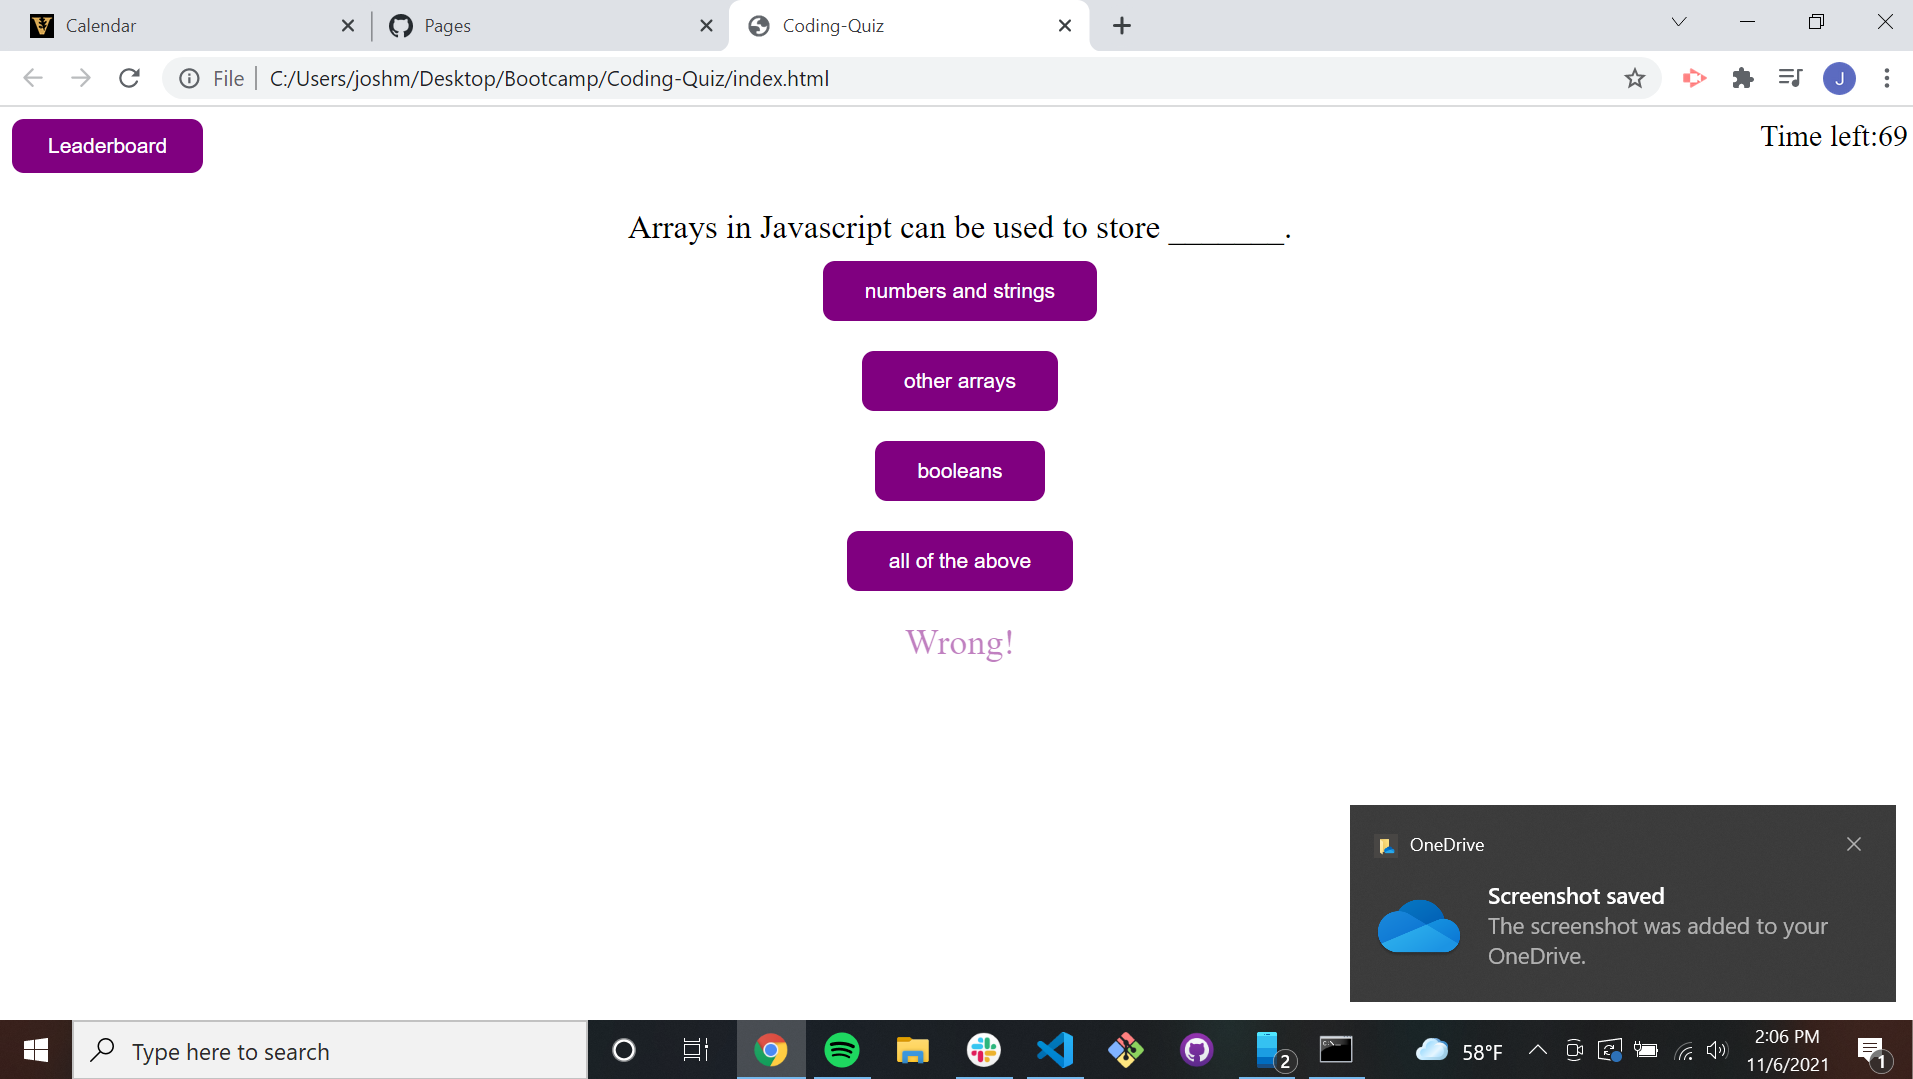 Calendar
Pages
Coding-Quiz
File
C:/Users/joshm/Desktop/Bootcamp/Coding-Quiz/index.html
J
Leaderboard
Time left:69
Arrays in Javascript can be used to store _______.
numbers and strings
other arrays
booleans
all of the above
Wrong!
OneDrive
Screenshot saved
The screenshot was added to your
OneDrive.
Type here to search
2
58°F
2:06 PM
11/6/2021
1